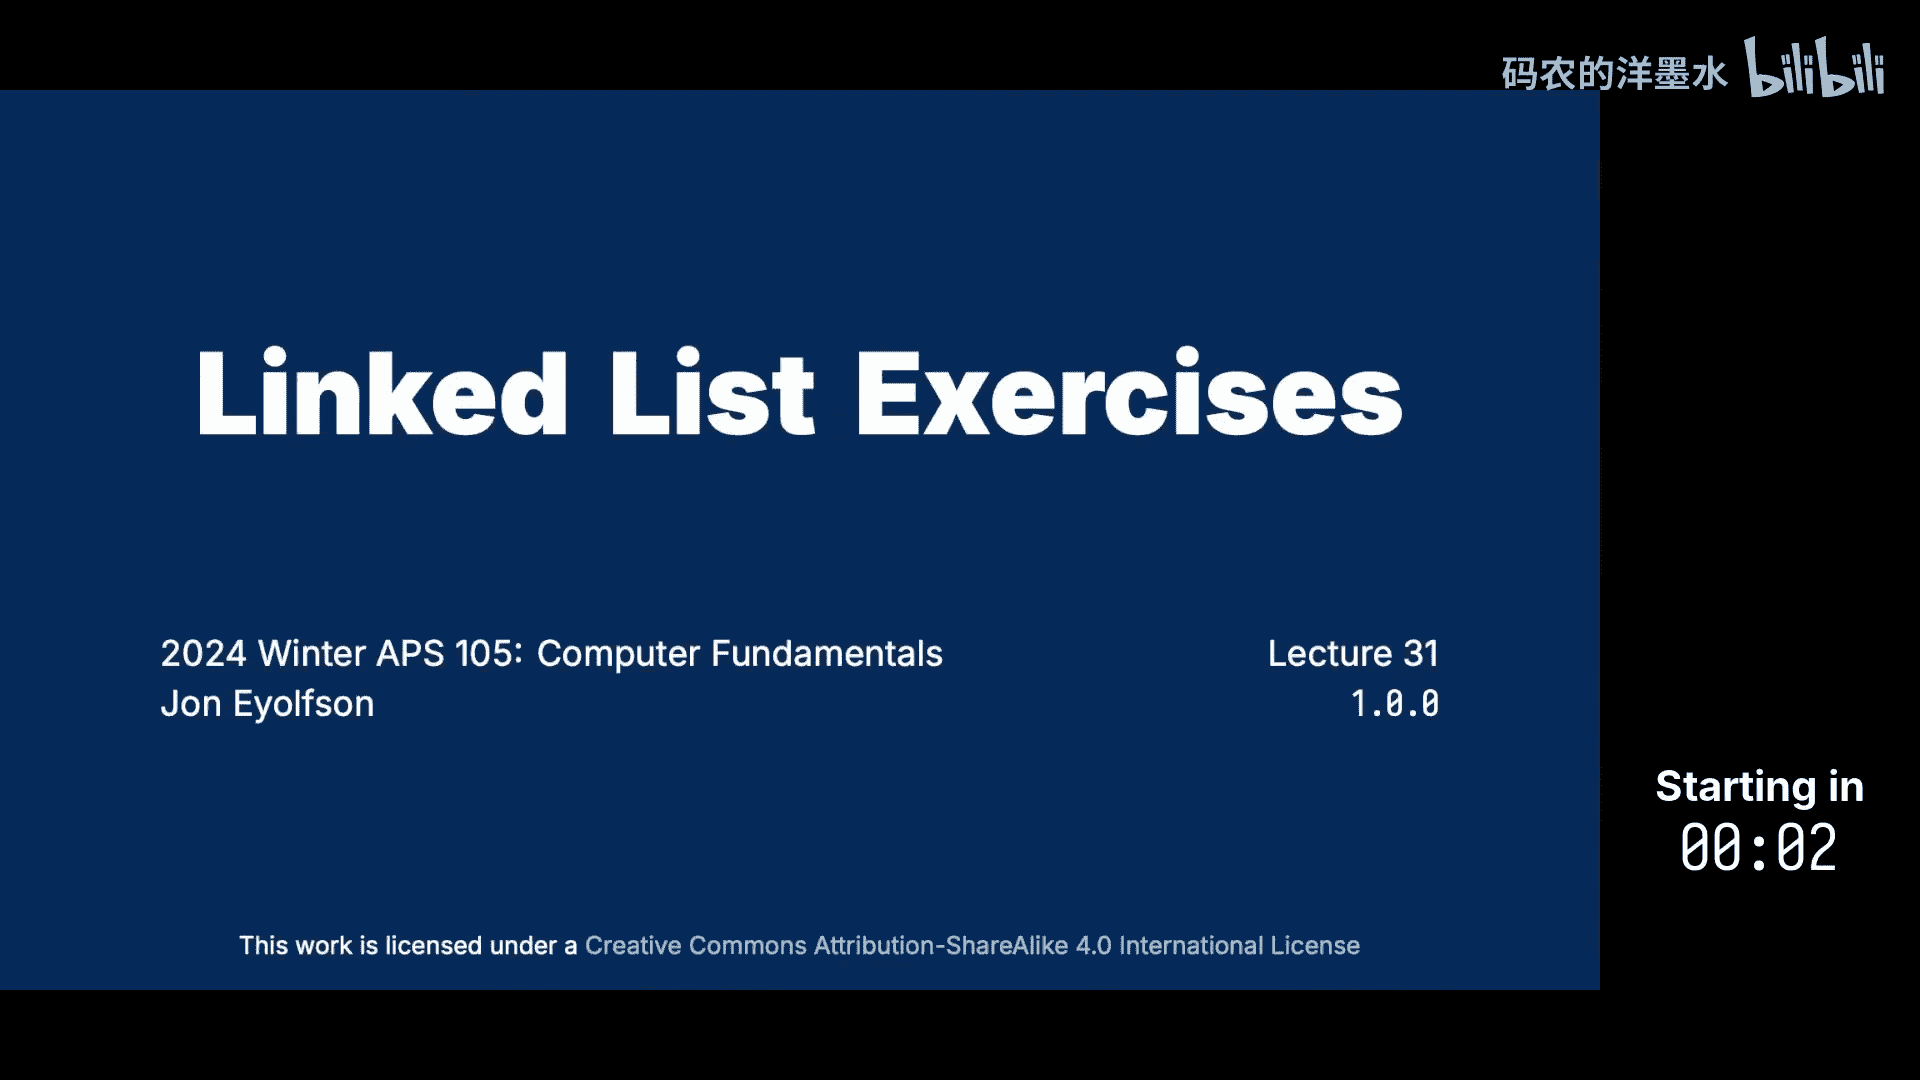 码农的洋墨水 bilibili
Linked List Exercises
2024 Winter APS 105: Computer Fundamentals
Jon Eyolfson
Lecture 31
1.0.0
Starting in
00:02
This work is licensed under a Creative Commons Attribution-ShareAlike 4.0 International License